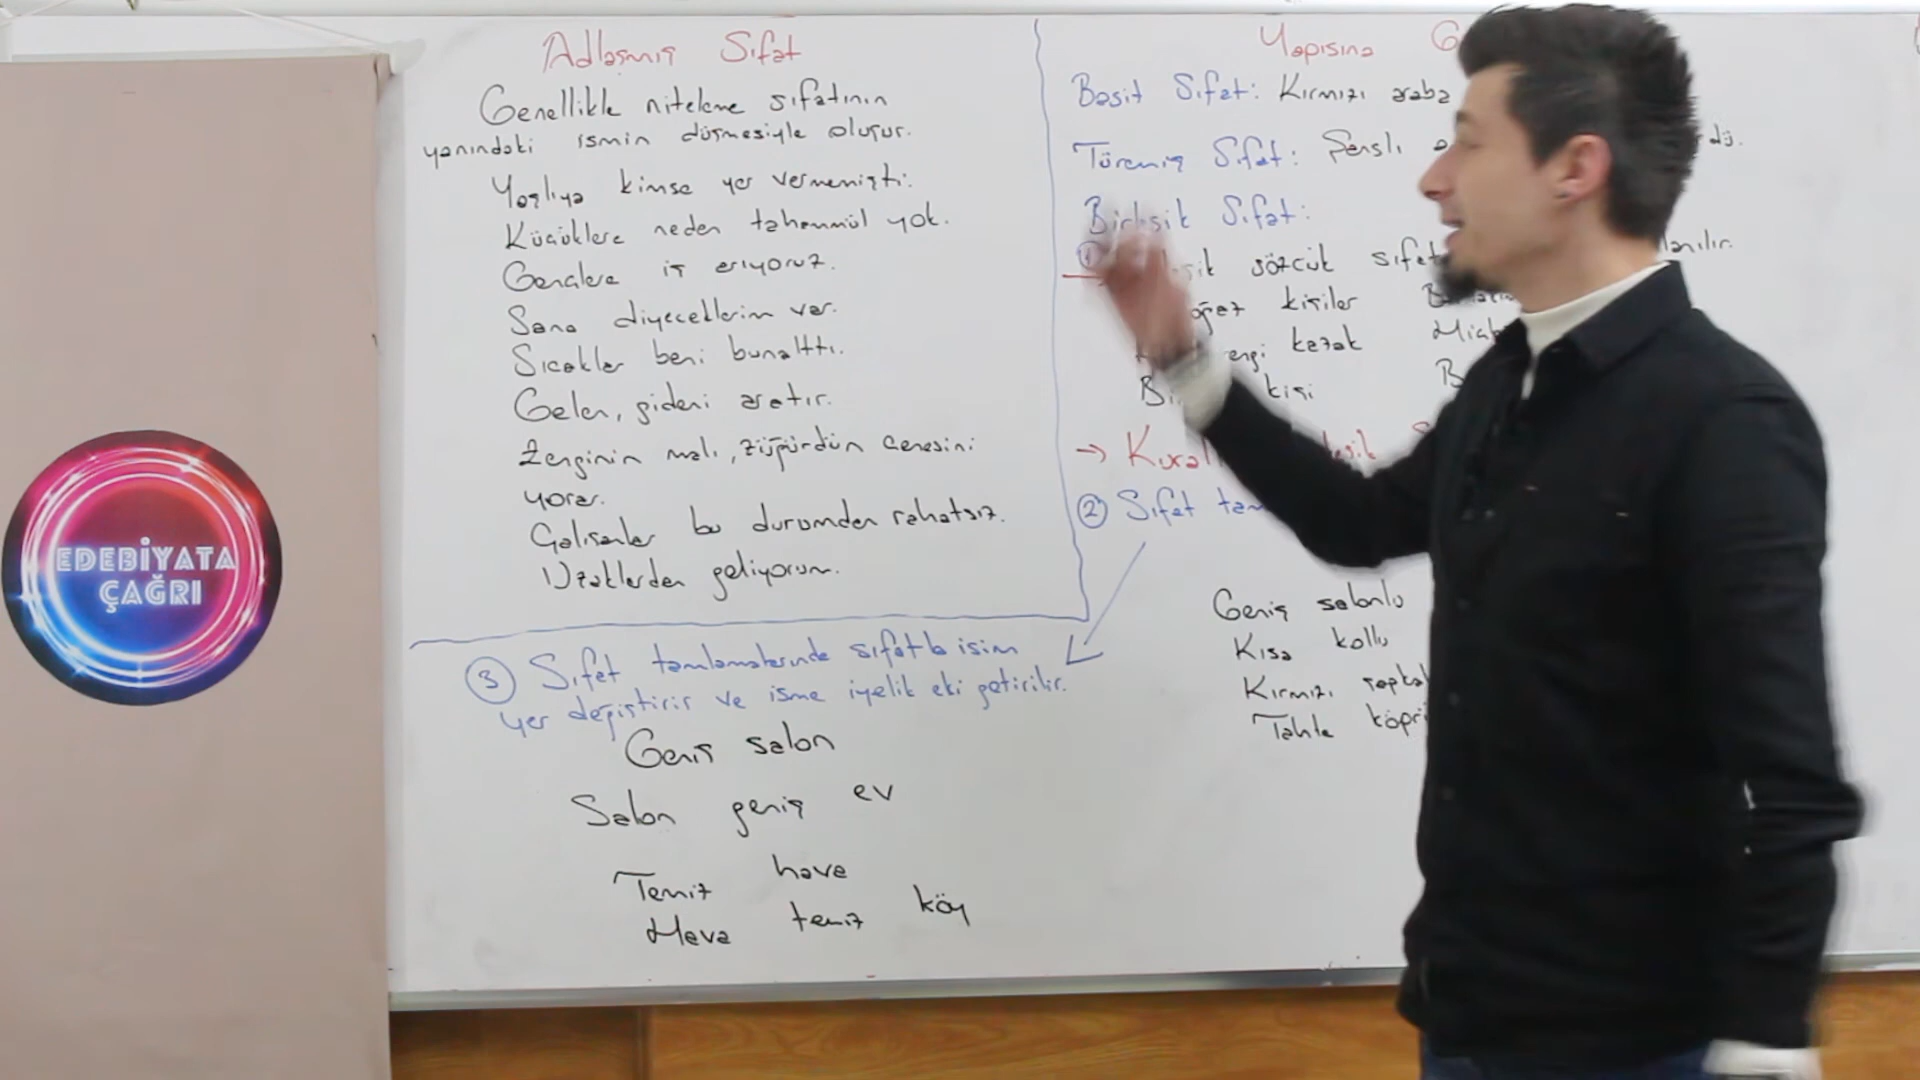 Adlaşmış Sıfat
Genellikle niteleme sıfatının
yanındaki ismin düşmesiyle oluşur.
Yaşlıya kimse yer vermemişti.
Küçüklere neden tahammül yok.
Gençlere iş arıyoruz.
Sana diyeceklerim var.
Sıcaklar beni bunalttı.
Gelen, gideni aratır.
Zenginin malı, züğürdün çenesini
yorar.
Çalışanlar bu durumdan rahatsız.
Uzaklardan geliyorum.
③ Sıfat tamlamalarında sıfatla isim
yer değiştirir ve isme iyelik eki getirilir.
Geniş salon
Salon geniş ev
Temiz hava
Hava temiz köy
Yapısına
Basit Sıfat: Kırmızı araba
Türemiş Sıfat: Şanslı
Birleşik Sıfat:
① sözcük
kişiler
kazak
kişi
→
② Sıfat
Geniş salonlu
Kısa kollu
Kırmızı
Tahta
EDEBİYATA
ÇAĞRI